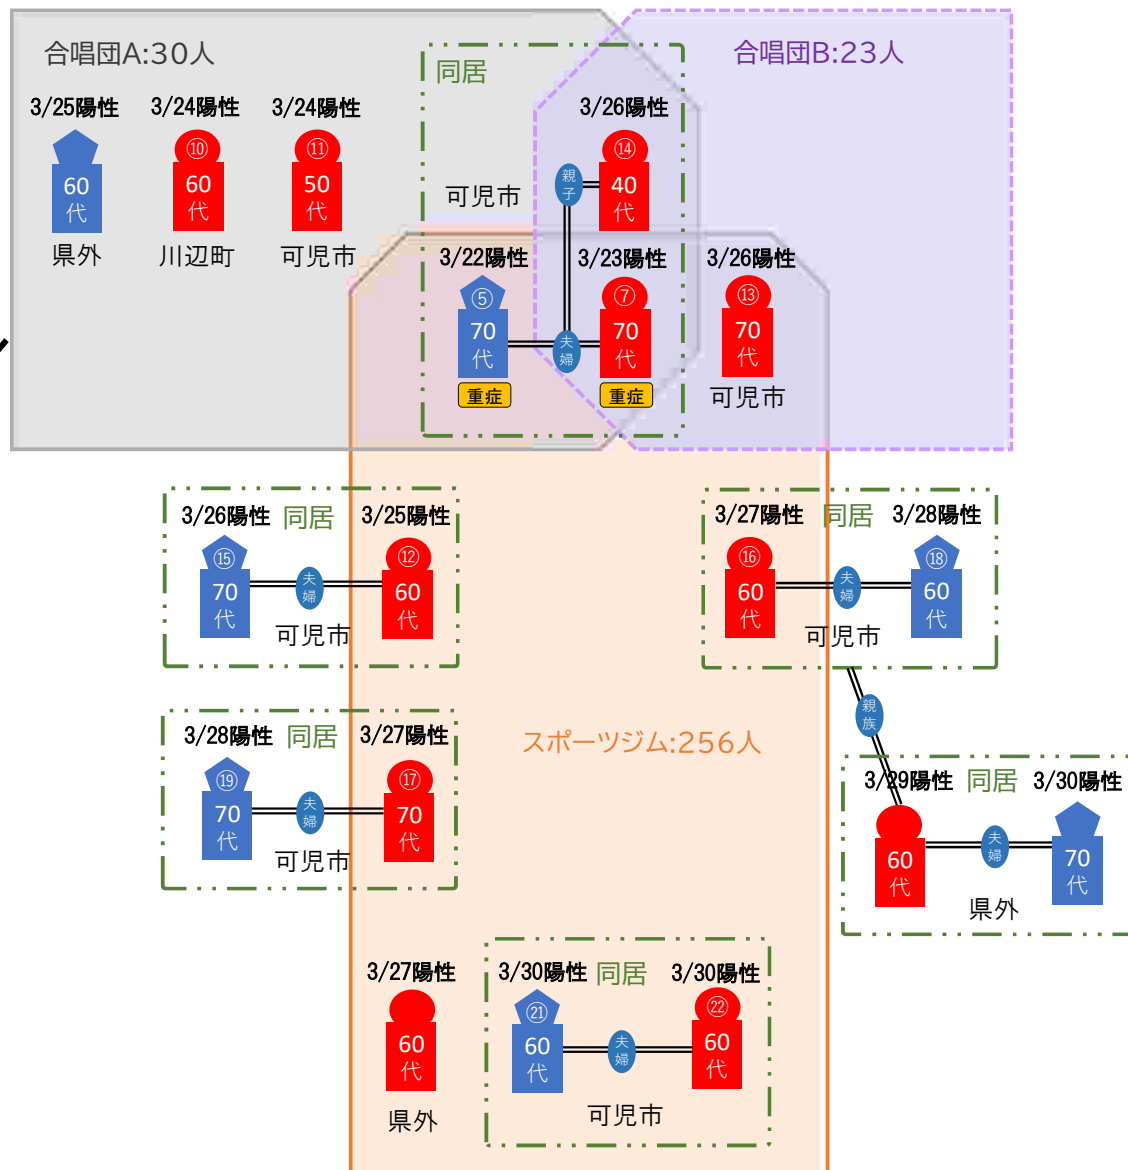 合唱団A:30人
合唱団B:23人
同居
3/25陽性
3/24陽性
3/24陽性
3/26陽性
⑩
⑪
⑭
60
代
60
代
50
代
40
代
親
子
県外
川辺町
可児市
可児市
3/22陽性
3/23陽性
3/26陽性
⑤
⑦
⑬
70
代
夫
婦
70
代
70
代
重症
重症
可児市
3/26陽性
同居
3/25陽性
⑮
⑫
70
代
夫
婦
60
代
可児市
3/27陽性
同居
3/28陽性
⑯
⑱
60
代
夫
婦
60
代
可児市
親
族
3/28陽性
同居
3/27陽性
⑲
⑰
70
代
夫
婦
70
代
可児市
スポーツジム:256人
3/29陽性
同居
3/30陽性
60
代
夫
婦
70
代
県外
3/27陽性
60
代
県外
3/30陽性
同居
3/30陽性
㉑
㉒
60
代
夫
婦
60
代
可児市